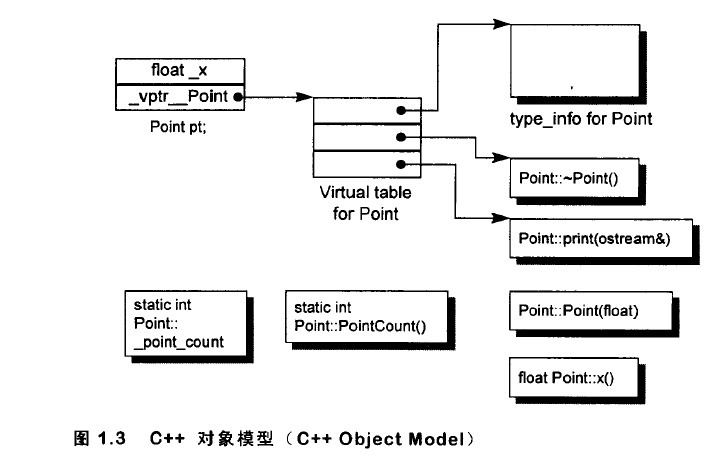 float _x
_vptr__Point
Point pt;
Virtual table
for Point
type_info for Point
Point::~Point()
Point::print(ostream&)
static int
Point::
_point_count
static int
Point::PointCount()
Point::Point(float)
float Point::x()
图 1.3 C++ 对象模型（C++ Object Model）